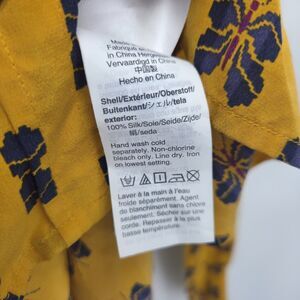 Made
Fabriqué en
in China Herges
Vervaardigd in China
中国製
Hecho en China
Shell/Extérieur/Oberstoff/
Buitenkant/シェル/tela
exterior:
100% Silk/Soie/Seide/Zijde/
絹/seda
Hand wash cold
separately. Non-chlorine
bleach only. Line dry. Iron
on lowest setting.
Laver à la main à l'eau
froide séparément. Agent
de blanchiment sans chlore
seulement. Sécher sur une
corde. Repasser à la plus
basse température.